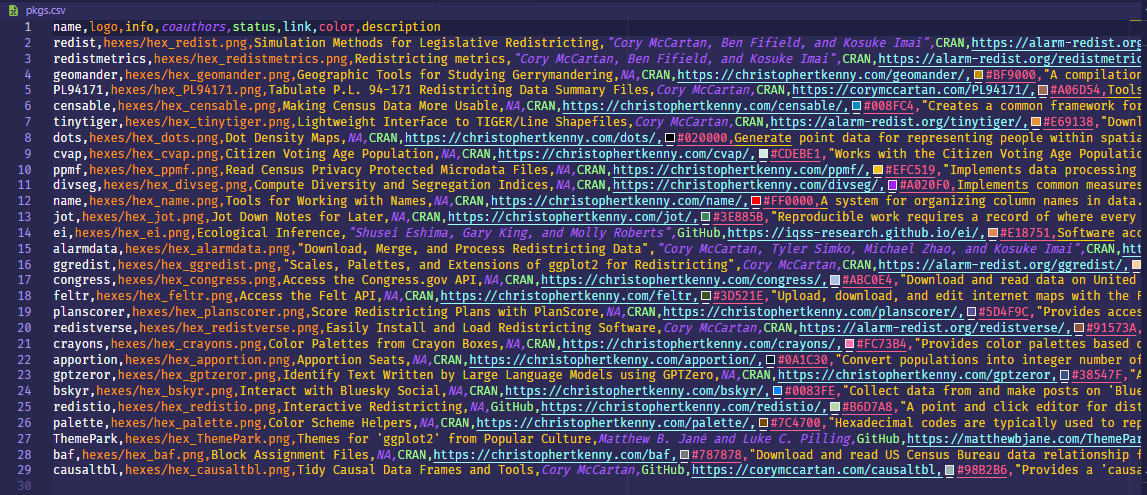 pkgs.csv
1 name,logo,info,coauthors,status,link,color,description
2 redist,hexes/hex_redist.png,Simulation Methods for Legislative Redistricting,"Cory McCartan, Ben Fifield, and Kosuke Imai",CRAN,https://alarm-redist.org
3 redistmetrics,hexes/hex_redistmetrics.png,Redistricting metrics,"Cory McCartan, Ben Fifield, and Kosuke Imai",CRAN,https://alarm-redist.org/redistmetric
4 geomander,hexes/hex_geomander.png,Geographic Tools for Studying Gerrymandering,NA,CRAN,https://christophertkenny.com/geomander/,#BF9000,"A compilation
5 PL94171,hexes/hex_PL94171.png,Tabulate P.L. 94-171 Redistricting Data Summary Files,Cory McCartan,CRAN,https://corymccartan.com/PL94171/,#A06D54,Tools
6 censable,hexes/hex_censable.png,Making Census Data More Usable,NA,CRAN,https://christophertkenny.com/censable/,#008FC4,"Creates a common framework for
7 tinytiger,hexes/hex_tinytiger.png,Lightweight Interface to TIGER/Line Shapefiles,Cory McCartan,CRAN,https://alarm-redist.org/tinytiger/,#E69138,"Downl
8 dots,hexes/hex_dots.png,Dot Density Maps,NA,CRAN,https://christophertkenny.com/dots/,#020000,Generate point data for representing people within spatia
9 cvap,hexes/hex_cvap.png,Citizen Voting Age Population,NA,CRAN,https://christophertkenny.com/cvap/,#CDEBE1,"Works with the Citizen Voting Age Populatio
10 ppmf,hexes/hex_ppmf.png,Read Census Privacy Protected Microdata Files,NA,CRAN,https://christophertkenny.com/ppmf/,#EFC519,"Implements data processing
11 divseg,hexes/hex_divseg.png,Compute Diversity and Segregation Indices,NA,CRAN,https://christophertkenny.com/divseg/,#A020F0,Implements common measures
12 name,hexes/hex_name.png,Tools for Working with Names,NA,CRAN,https://christophertkenny.com/name/,#FF0000,A system for organizing column names in data.
13 jot,hexes/hex_jot.png,Jot Down Notes for Later,NA,CRAN,https://christophertkenny.com/jot/,#3E885B,"Reproducible work requires a record of where every
14 ei,hexes/hex_ei.png,Ecological Inference,"Shusei Eshima, Gary King, and Molly Roberts",GitHub,https://iqss-research.github.io/ei/,#E18751,Software acc
15 alarmdata,hexes/hex_alarmdata.png,"Download, Merge, and Process Redistricting Data","Cory McCartan, Tyler Simko, Michael Zhao, and Kosuke Imai",CRAN,htt
16 ggredist,hexes/hex_ggredist.png,"Scales, Palettes, and Extensions of ggplot2 for Redistricting",Cory McCartan,CRAN,https://alarm-redist.org/ggredist/,
17 congress,hexes/hex_congress.png,Access the Congress.gov API,NA,CRAN,https://christophertkenny.com/congress/,#ABC0E4,"Download and read data on United
18 feltr,hexes/hex_feltr.png,Access the Felt API,NA,CRAN,https://christophertkenny.com/feltr,#3D521E,"Upload, download, and edit internet maps with the F
19 planscorer,hexes/hex_planscorer.png,Score Redistricting Plans with PlanScore,NA,CRAN,https://christophertkenny.com/planscorer/,#5D4F9C,"Provides acces
20 redistverse,hexes/hex_redistverse.png,Easily Install and Load Redistricting Software,Cory McCartan,CRAN,https://alarm-redist.org/redistverse/,#91573A,
21 crayons,hexes/hex_crayons.png,Color Palettes from Crayon Boxes,NA,CRAN,https://christophertkenny.com/crayons/,#FC73B4,"Provides color palettes based o
22 apportion,hexes/hex_apportion.png,Apportion Seats,NA,CRAN,https://christophertkenny.com/apportion/,#0A1C30,"Convert populations into integer number of
23 gptzeror,hexes/hex_gptzeror.png,Identify Text Written by Large Language Models using GPTZero,NA,CRAN,https://christophertkenny.com/gptzeror,#38547F,"A
24 bskyr,hexes/hex_bskyr.png,Interact with Bluesky Social,NA,CRAN,https://christophertkenny.com/bskyr/,#0083FE,"Collect data from and make posts on 'Blu
25 redistio,hexes/hex_redistio.png,Interactive Redistricting,NA,GitHub,https://christophertkenny.com/redistio/,#B6D7A8,"A point and click editor for dist
26 palette,hexes/hex_palette.png,Color Scheme Helpers,NA,CRAN,https://christophertkenny.com/palette/,#7C4700,"Hexadecimal codes are typically used to rep
27 ThemePark,hexes/hex_ThemePark.png,Themes for 'ggplot2' from Popular Culture,Matthew B. Jané and Luke C. Pilling,GitHub,https://matthewbjane.com/ThemePar
28 baf,hexes/hex_baf.png,Block Assignment Files,NA,CRAN,https://christophertkenny.com/baf,#787878,"Download and read US Census Bureau data relationship f
29 causaltbl,hexes/hex_causaltbl.png,Tidy Causal Data Frames and Tools,Cory McCartan,GitHub,https://corymccartan.com/causaltbl,#98B2B6,"Provides a 'causa
30